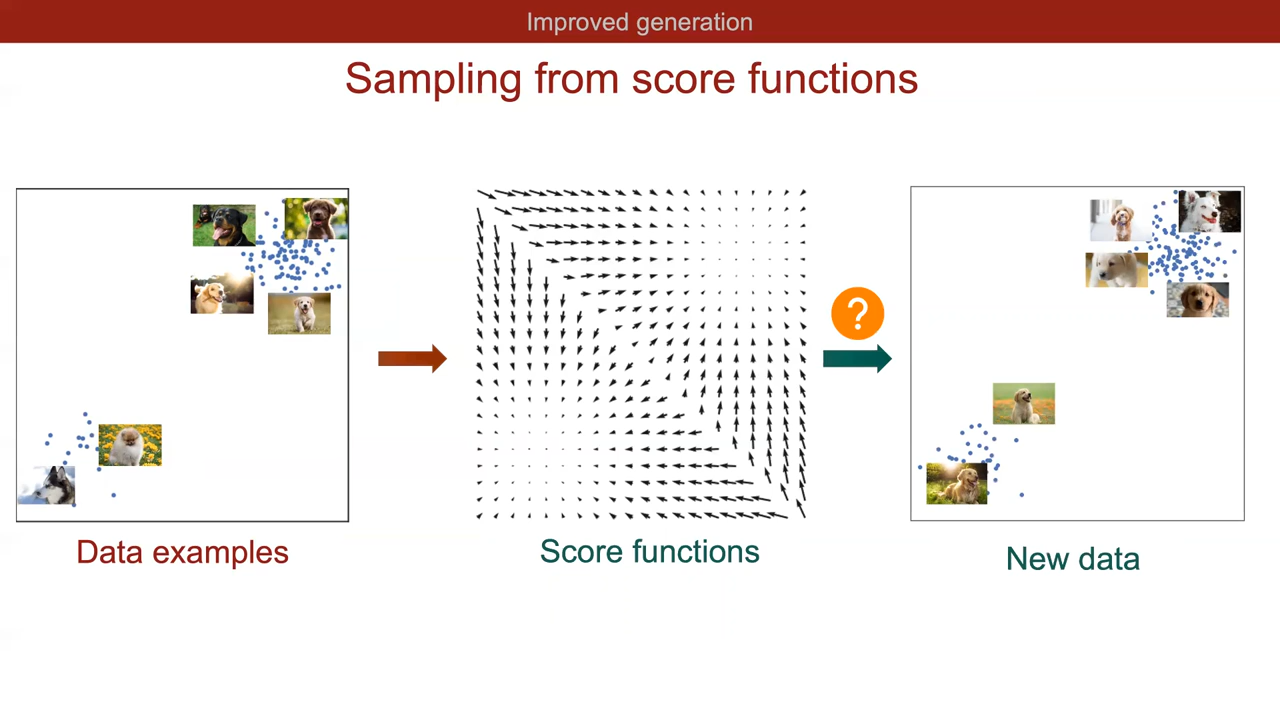 Improved generation
Sampling from score functions
?
Data examples
Score functions
New data